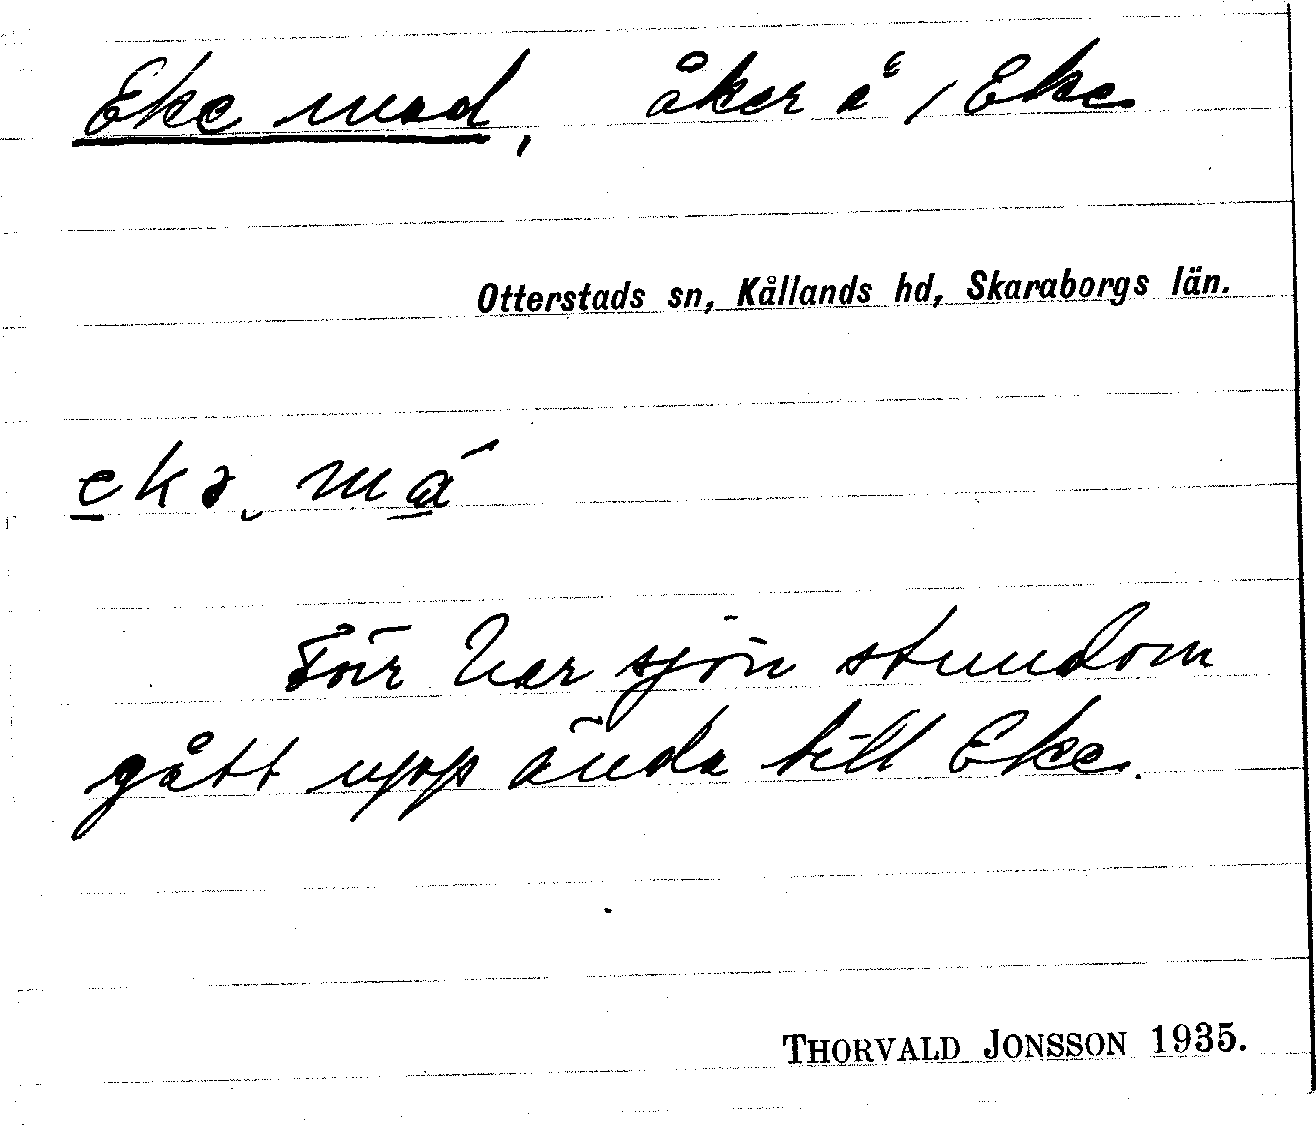 Eke mad, åker å / Eke
Otterstads sn, Kållands hd, Skaraborgs län.
ekə má
Förr har sjön stundom
gått upp ända till Eke.
THORVALD JONSSON 1935.